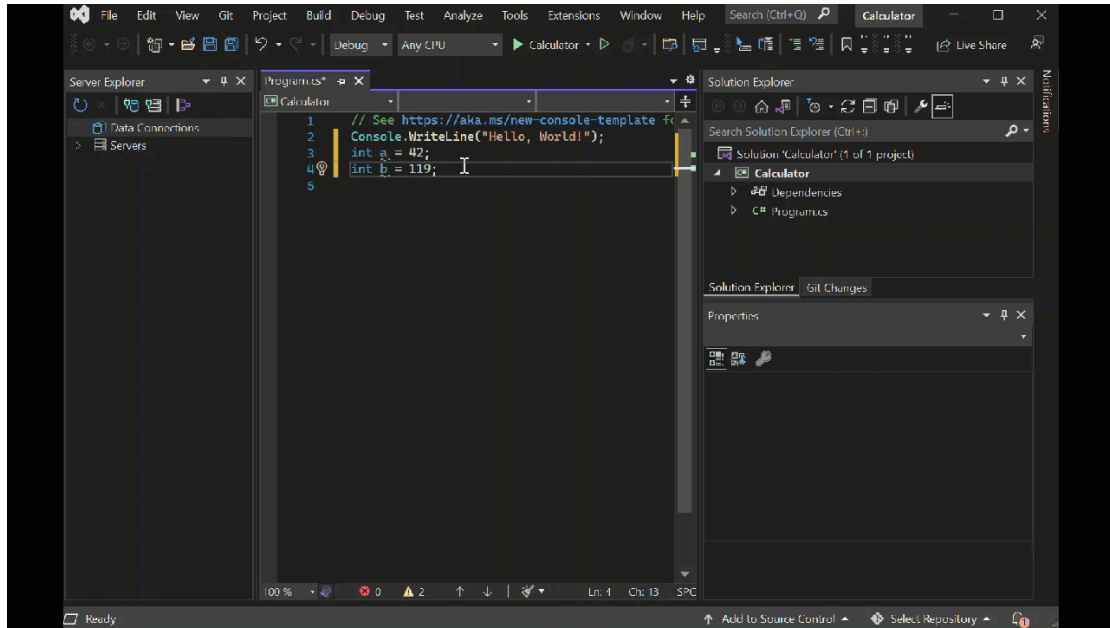 File Edit View Git Project Build Debug Test Analyze Tools Extensions Window Help Search (Ctrl+Q) Calculator
Debug Any CPU Calculator Live Share
Server Explorer
Data Connections
Servers
Program.cs*
Calculator
1 // See https://aka.ms/new-console-template fo
2 Console.WriteLine("Hello, World!");
3 int a = 42;
4 int b = 119;
5
100 % 0 2 Ln: 4 Ch: 13 SPC
Solution Explorer
Search Solution Explorer (Ctrl+;)
Solution 'Calculator' (1 of 1 project)
Calculator
Dependencies
C# Program.cs
Solution Explorer Git Changes
Properties
Notifications
Ready Add to Source Control Select Repository 1